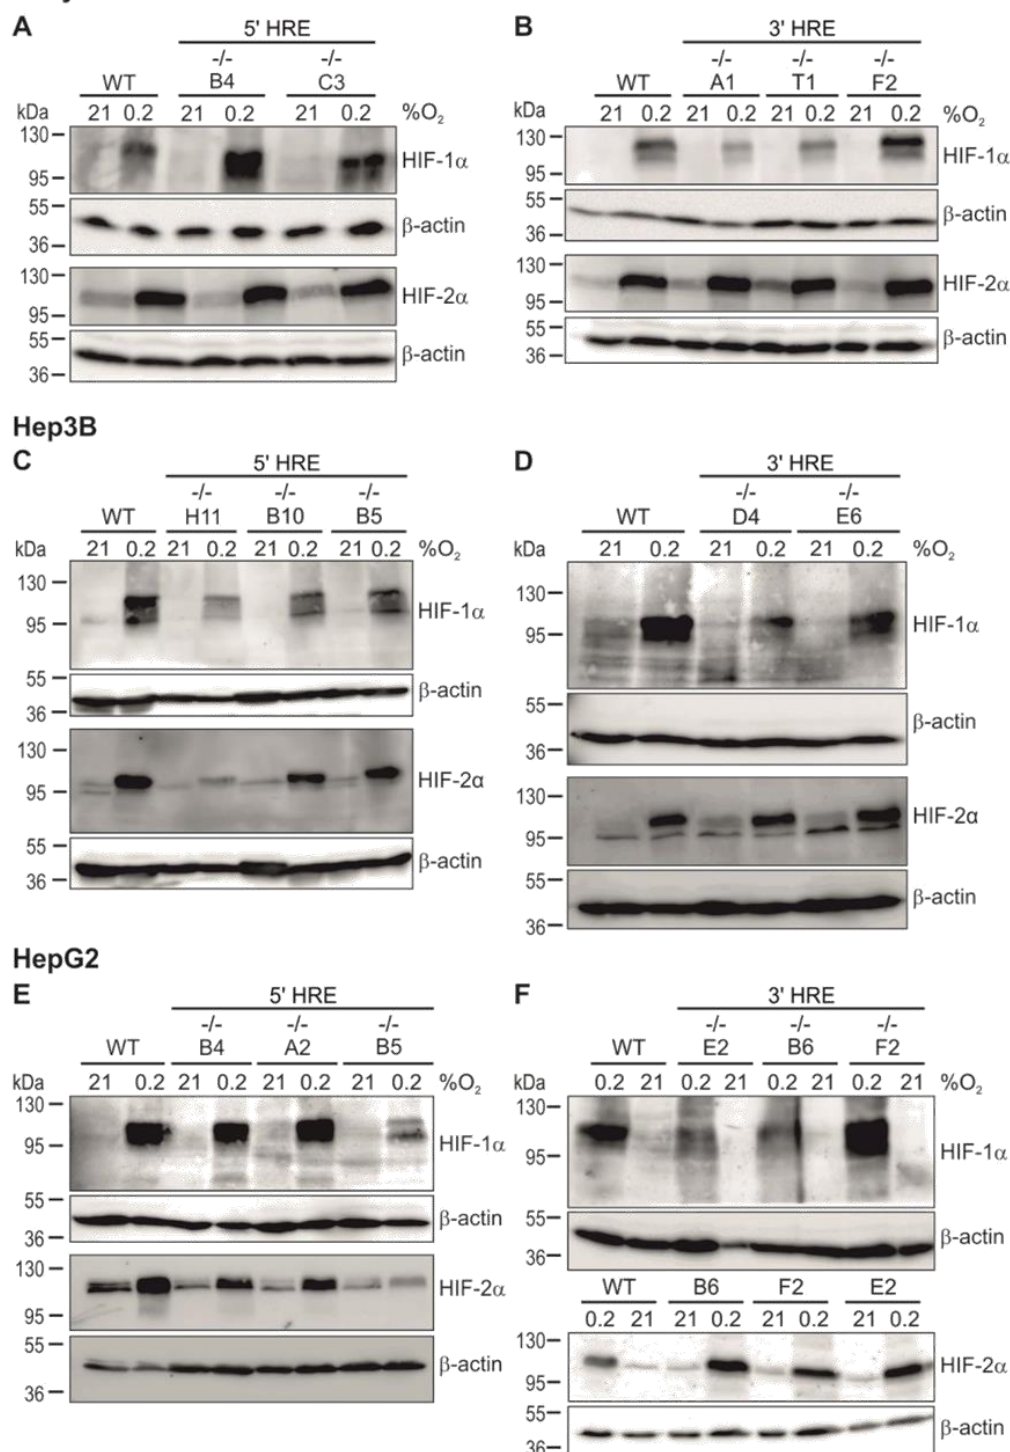 A
5' HRE
-/- -/-
WT B4 C3
kDa 21 0.2 21 0.2 21 0.2 %O₂
130
HIF-1α
95
55
β-actin
36
130
HIF-2α
95
55
β-actin
36
B
3' HRE
-/- -/- -/-
WT A1 T1 F2
kDa 21 0.2 21 0.2 21 0.2 21 0.2 %O₂
130
HIF-1α
95
55
β-actin
36
130
HIF-2α
95
55
β-actin
36
Hep3B
C
5' HRE
-/- -/- -/-
WT H11 B10 B5
kDa 21 0.2 21 0.2 21 0.2 21 0.2 %O₂
130
HIF-1α
95
55
β-actin
36
130
HIF-2α
95
55
β-actin
36
D
3' HRE
-/- -/-
WT D4 E6
kDa 21 0.2 21 0.2 21 0.2 %O₂
130
HIF-1α
95
55
β-actin
36
130
HIF-2α
95
55
β-actin
36
HepG2
E
5' HRE
-/- -/- -/-
WT B4 A2 B5
kDa 21 0.2 21 0.2 21 0.2 21 0.2 %O₂
130
HIF-1α
95
55
β-actin
36
130
HIF-2α
95
55
β-actin
36
F
3' HRE
-/- -/- -/-
WT E2 B6 F2
kDa 0.2 21 0.2 21 0.2 21 0.2 21 %O₂
130
HIF-1α
95
55
β-actin
36
WT B6 F2 E2
0.2 21 21 0.2 21 0.2 21 0.2
130
HIF-2α
95
55
β-actin
36